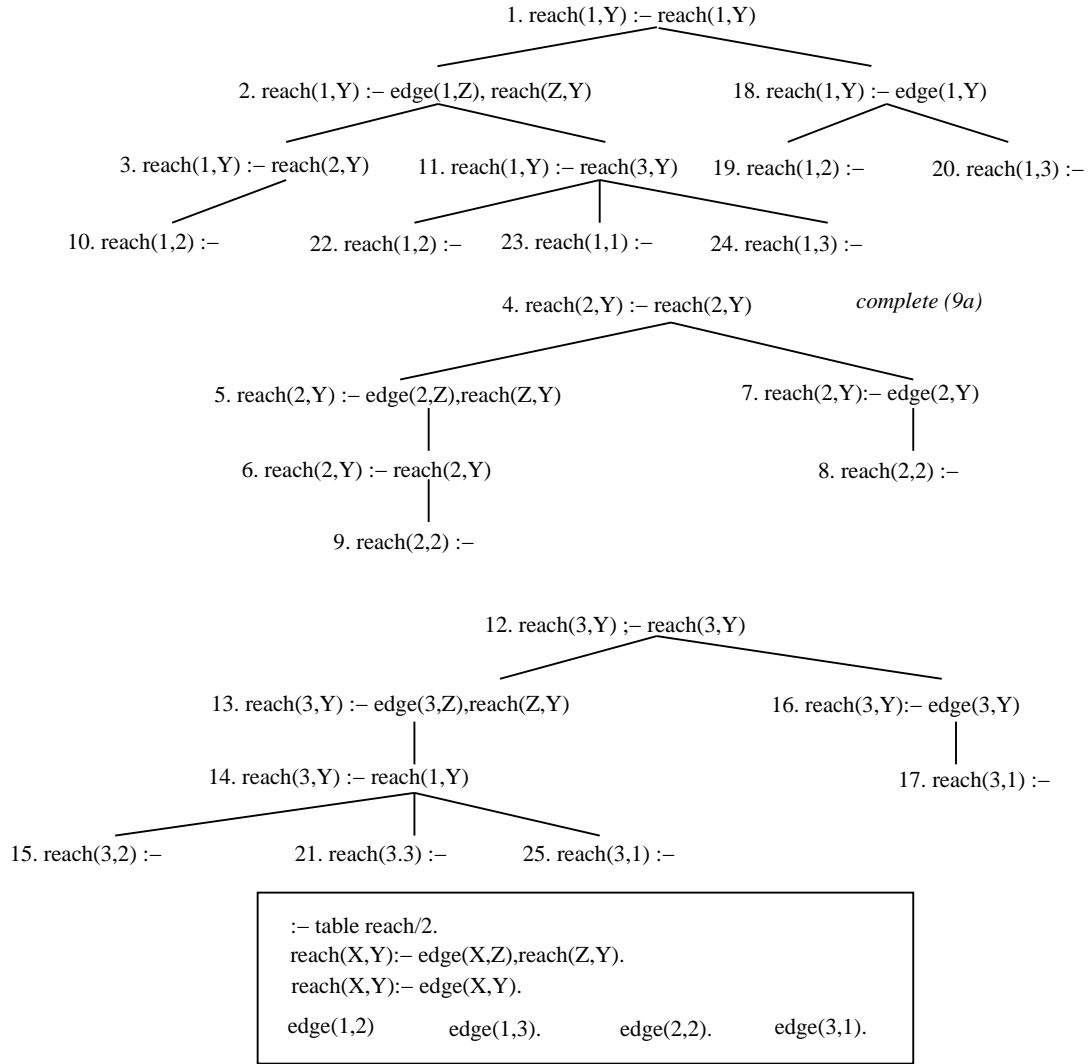 1. reach(1,Y) :− reach(1,Y)
2. reach(1,Y) :− edge(1,Z), reach(Z,Y) 18. reach(1,Y) :− edge(1,Y)
3. reach(1,Y) :− reach(2,Y) 11. reach(1,Y) :− reach(3,Y) 19. reach(1,2) :− 20. reach(1,3) :−
10. reach(1,2) :− 22. reach(1,2) :− 23. reach(1,1) :− 24. reach(1,3) :−
4. reach(2,Y) :− reach(2,Y) complete (9a)
5. reach(2,Y) :− edge(2,Z),reach(Z,Y) 7. reach(2,Y):− edge(2,Y)
6. reach(2,Y) :− reach(2,Y) 8. reach(2,2) :−
9. reach(2,2) :−
12. reach(3,Y) ;− reach(3,Y)
13. reach(3,Y) :− edge(3,Z),reach(Z,Y) 16. reach(3,Y):− edge(3,Y)
14. reach(3,Y) :− reach(1,Y) 17. reach(3,1) :−
15. reach(3,2) :− 21. reach(3.3) :− 25. reach(3,1) :−
:− table reach/2.
reach(X,Y):− edge(X,Z),reach(Z,Y).
reach(X,Y):− edge(X,Y).
edge(1,2) edge(1,3). edge(2,2). edge(3,1).